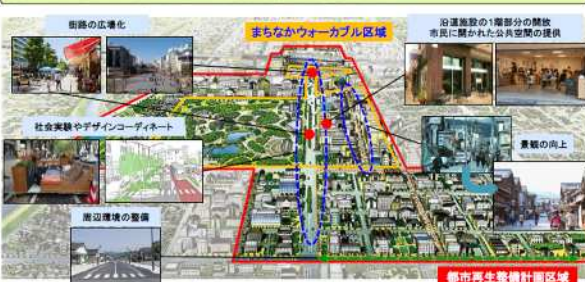 街路の広場化
まちなかウォーカブル区域
沿道施設の1階部分の開放
市民に開かれた公共空間の提供
社会実験やデザインコーディネート
景観の向上
周辺環境の整備
都市再生整備計画区域